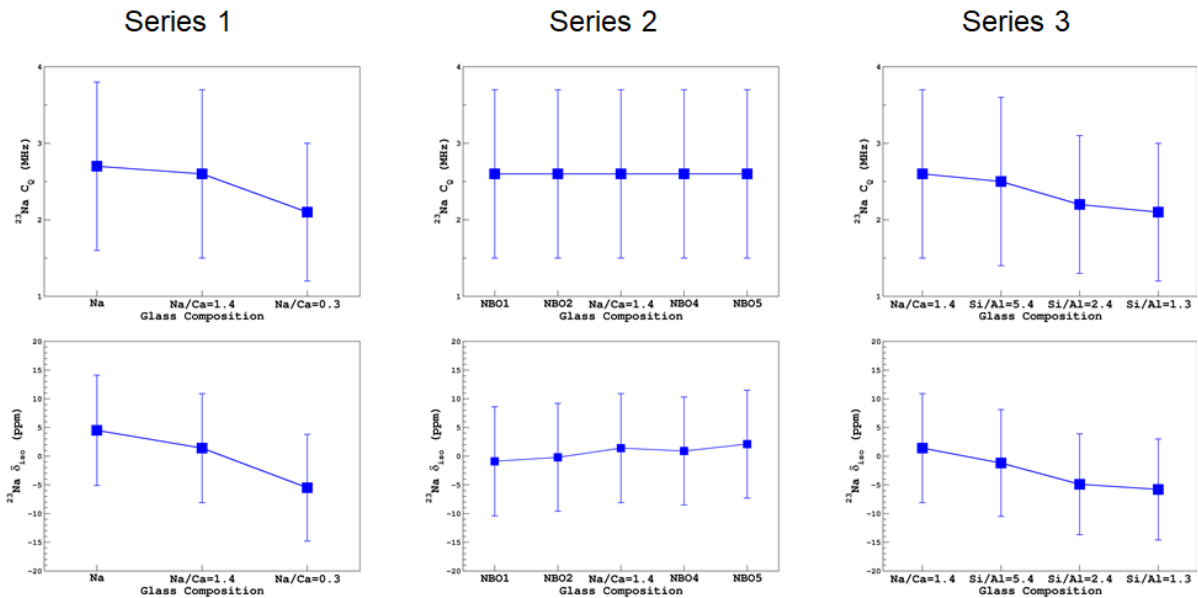 Series 1
Series 2
Series 3
4
3
2
1
²³Na C_Q (MHz)
Na Na/Ca=1.4 Na/Ca=0.3
Glass Composition
4
3
2
1
²³Na C_Q (MHz)
NBO1 NBO2 Na/Ca=1.4 NBO4 NBO5
Glass Composition
4
3
2
1
²³Na C_Q (MHz)
Na/Ca=1.4 Si/Al=5.4 Si/Al=2.4 Si/Al=1.3
Glass Composition
20
15
10
5
0
-5
-10
-15
-20
²³Na δ_iso (ppm)
Na Na/Ca=1.4 Na/Ca=0.3
Glass Composition
20
15
10
5
0
-5
-10
-15
-20
²³Na δ_iso (ppm)
NBO1 NBO2 Na/Ca=1.4 NBO4 NBO5
Glass Composition
20
15
10
5
0
-5
-10
-15
-20
²³Na δ_iso (ppm)
Na/Ca=1.4 Si/Al=5.4 Si/Al=2.4 Si/Al=1.3
Glass Composition